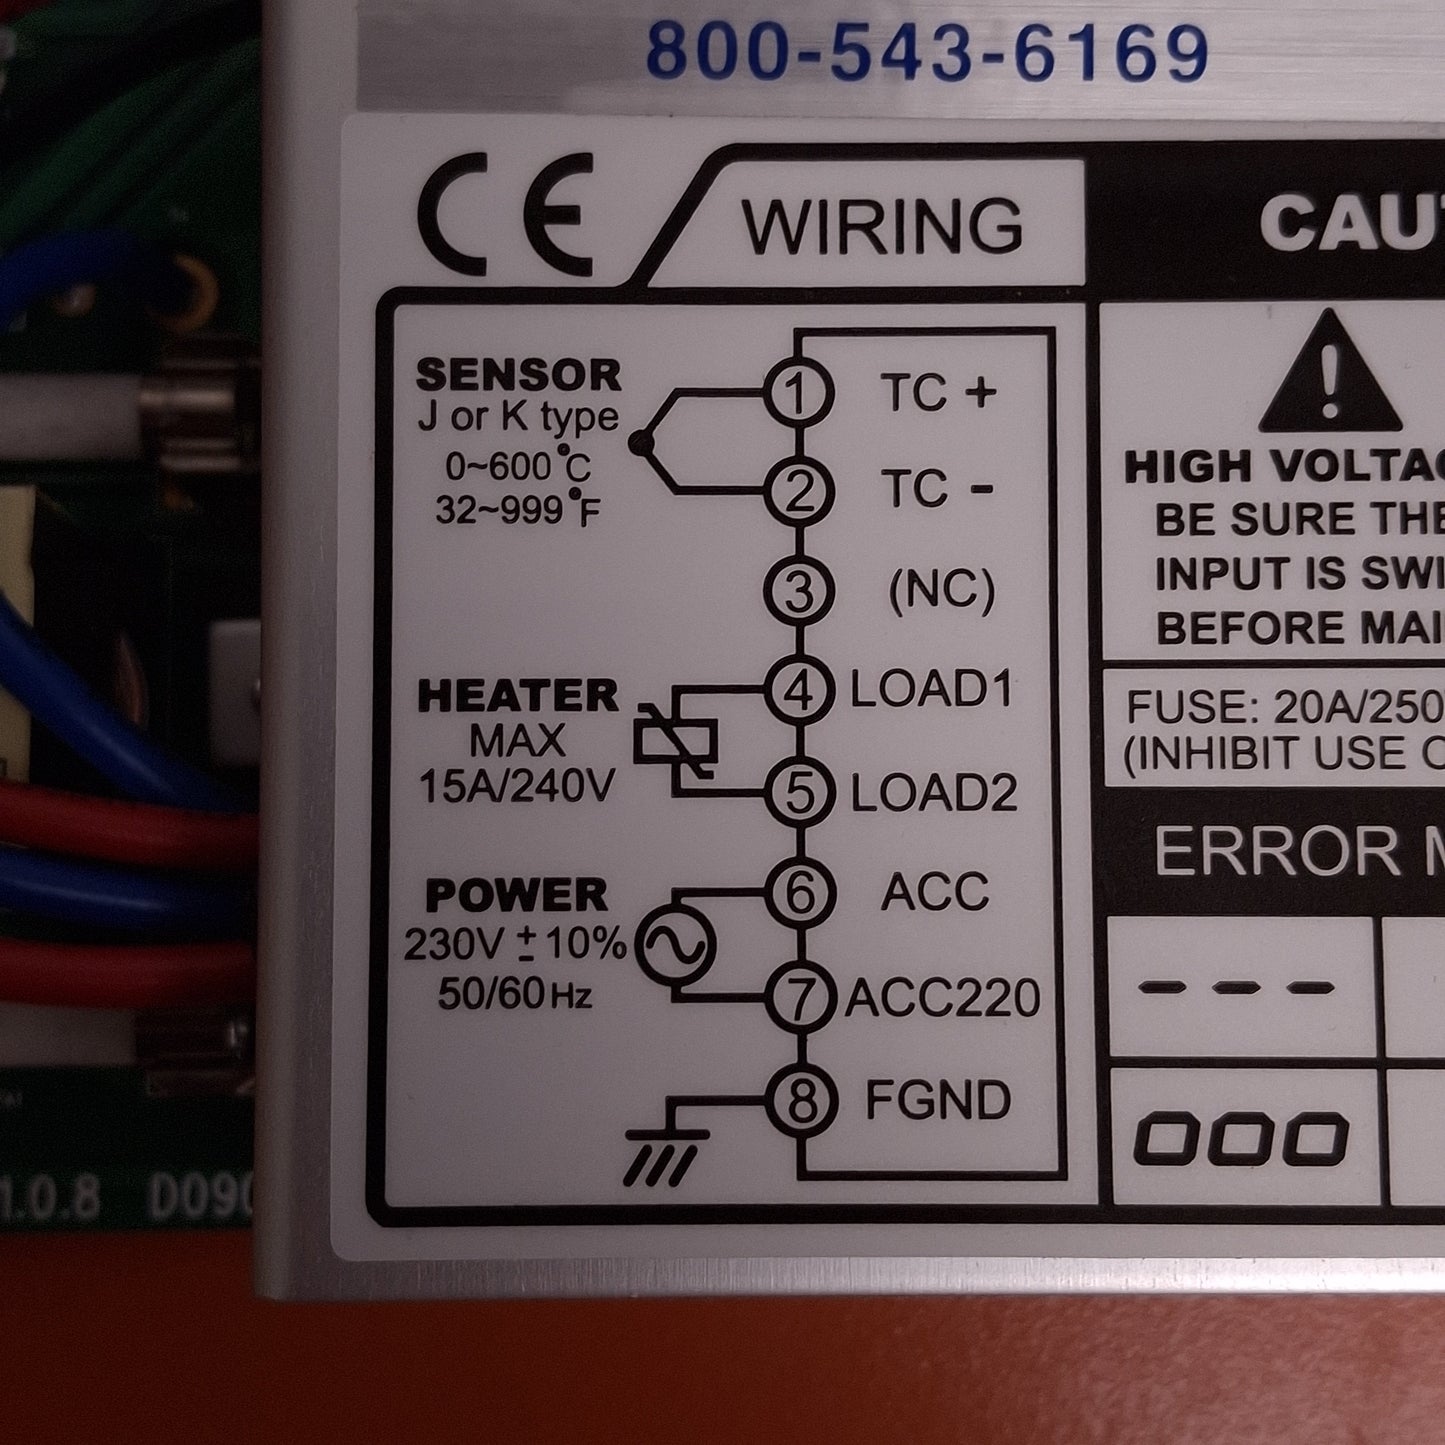 800-543-6169
CE
WIRING
CAUT
SENSOR
J or K type
0~600°C
32~999°F
1 TC +
2 TC -
3 (NC)
HEATER
MAX
15A/240V
4 LOAD1
5 LOAD2
POWER
230V ± 10%
50/60Hz
6 ACC
7 ACC220
8 FGND
!
HIGH VOLTAG
BE SURE THE
INPUT IS SWI
BEFORE MAI
FUSE: 20A/250
(INHIBIT USE O
ERROR M
- - -
000
1.0.8 D090